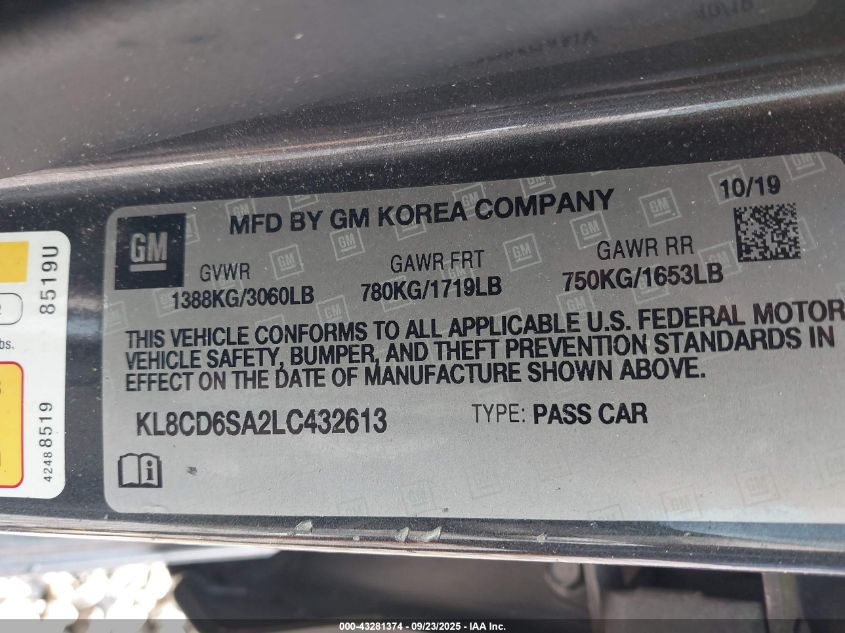 10/19
MFD BY GM KOREA COMPANY
GM
GVWR GAWR FRT GAWR RR
1388KG/3060LB 780KG/1719LB 750KG/1653LB
THIS VEHICLE CONFORMS TO ALL APPLICABLE U.S. FEDERAL MOTOR
VEHICLE SAFETY, BUMPER, AND THEFT PREVENTION STANDARDS IN
EFFECT ON THE DATE OF MANUFACTURE SHOWN ABOVE.
KL8CD6SA2LC432613 TYPE: PASS CAR
8519U
bs.
42488519
000-43281374 - 09/23/2025 - IAA Inc.